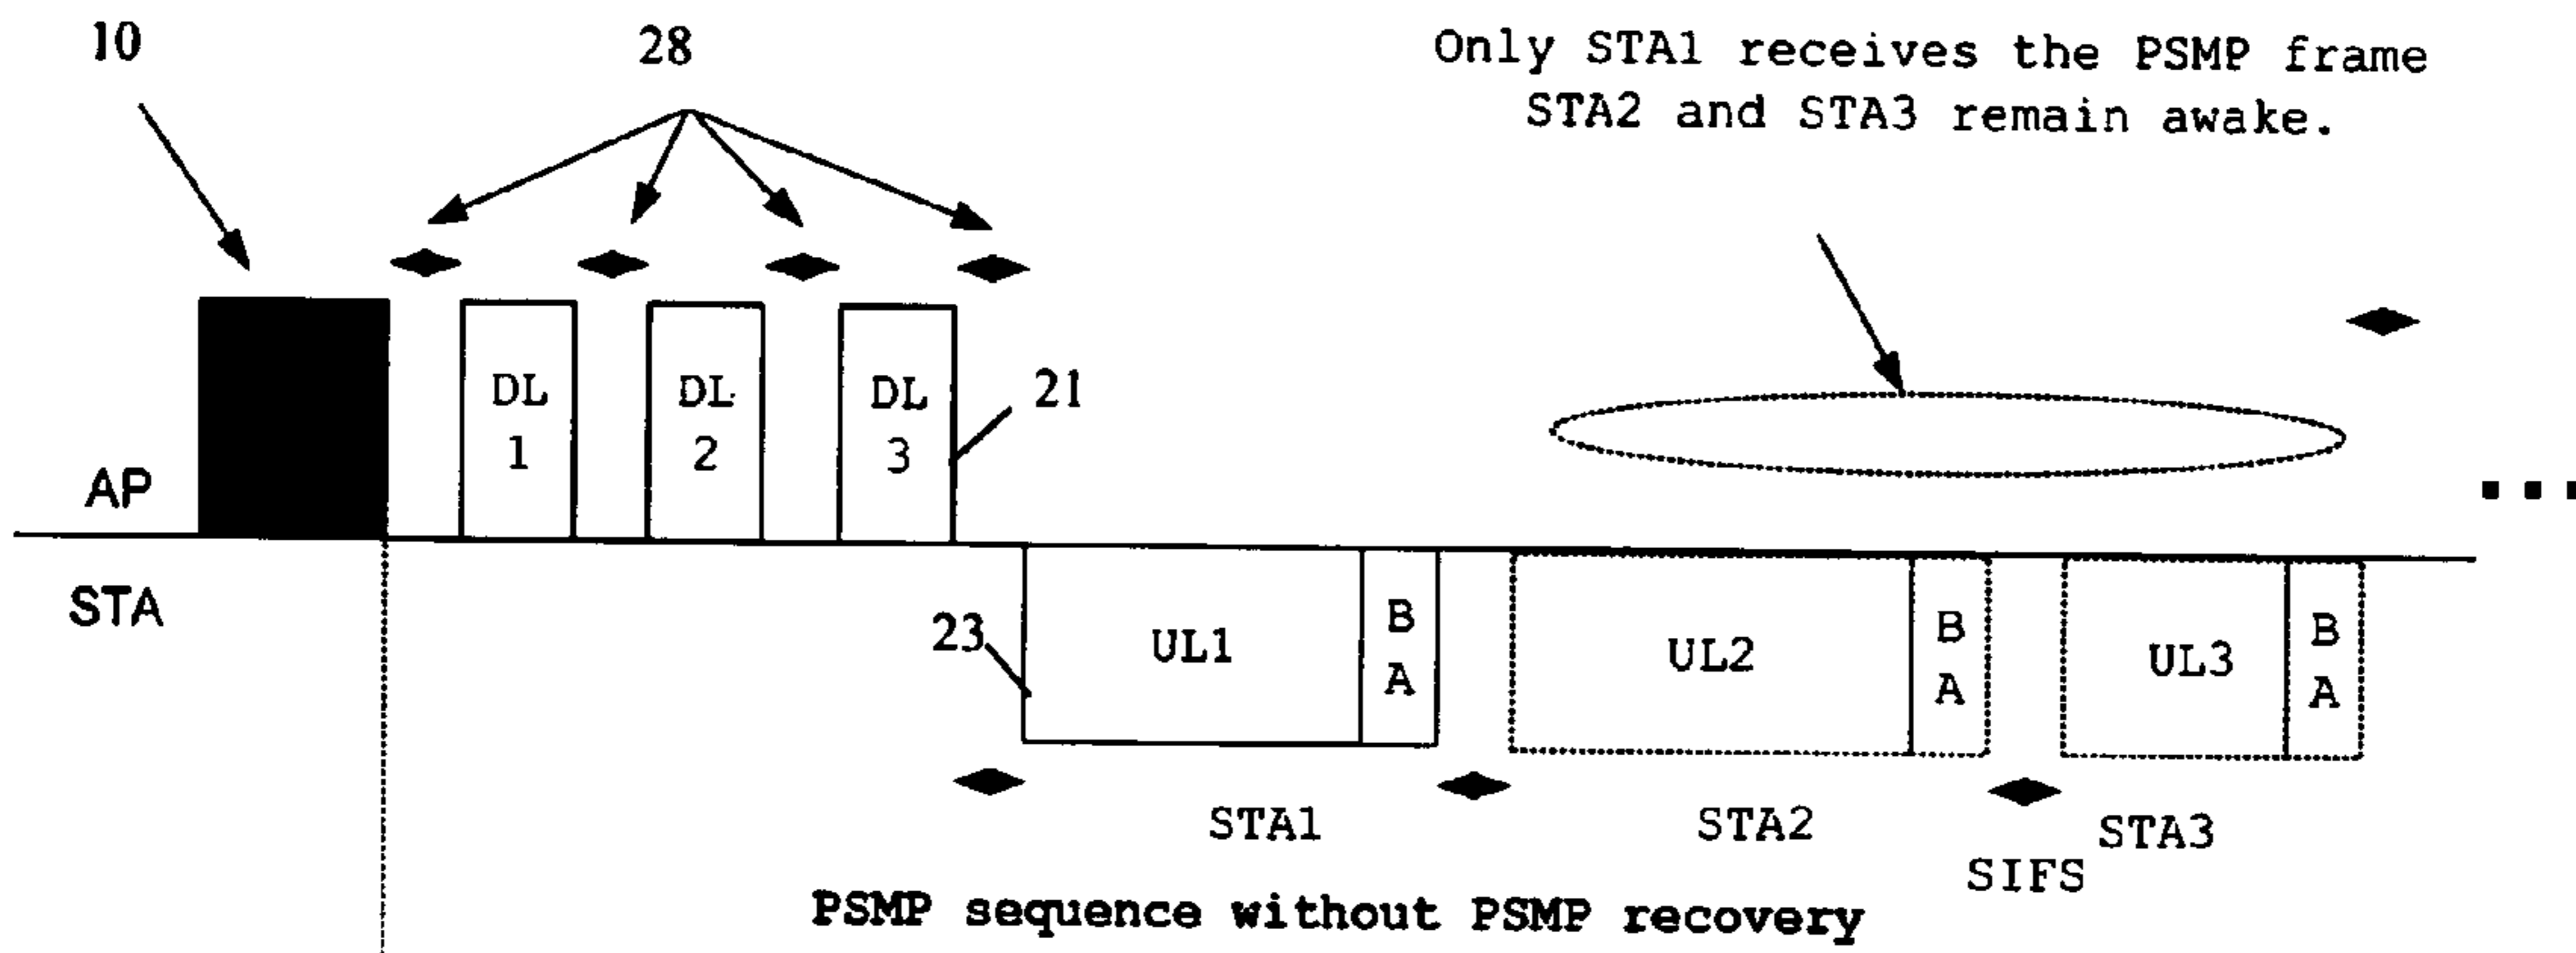 10
28
Only STA1 receives the PSMP frame
STA2 and STA3 remain awake.
DL
1
DL
2
DL
3
21
AP
STA
23
UL1
B
A
UL2
B
A
UL3
B
A
STA1
STA2
STA3
SIFS
PSMP sequence without PSMP recovery